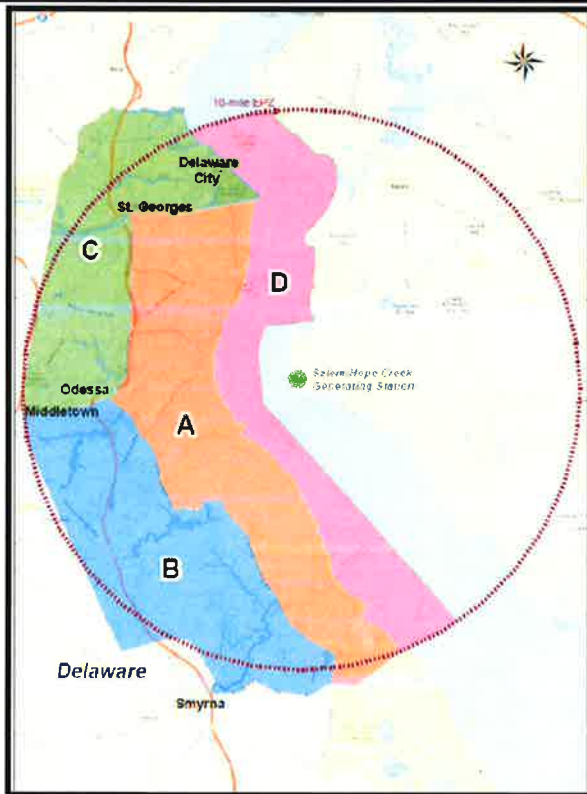 10-mile EPZ
Delaware
City
St. Georges
C
D
Salem/Hope Creek
Generating Station
Odessa
Middletown
A
B
Delaware
Smyrna